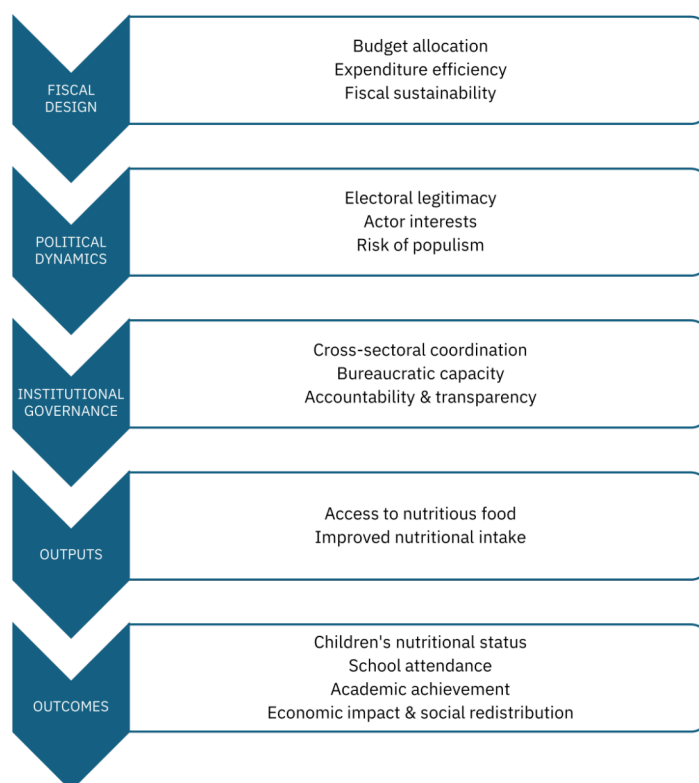 FISCAL
DESIGN
Budget allocation
Expenditure efficiency
Fiscal sustainability
POLITICAL
DYNAMICS
Electoral legitimacy
Actor interests
Risk of populism
INSTITUTIONAL
GOVERNANCE
Cross-sectoral coordination
Bureaucratic capacity
Accountability & transparency
OUTPUTS
Access to nutritious food
Improved nutritional intake
OUTCOMES
Children's nutritional status
School attendance
Academic achievement
Economic impact & social redistribution